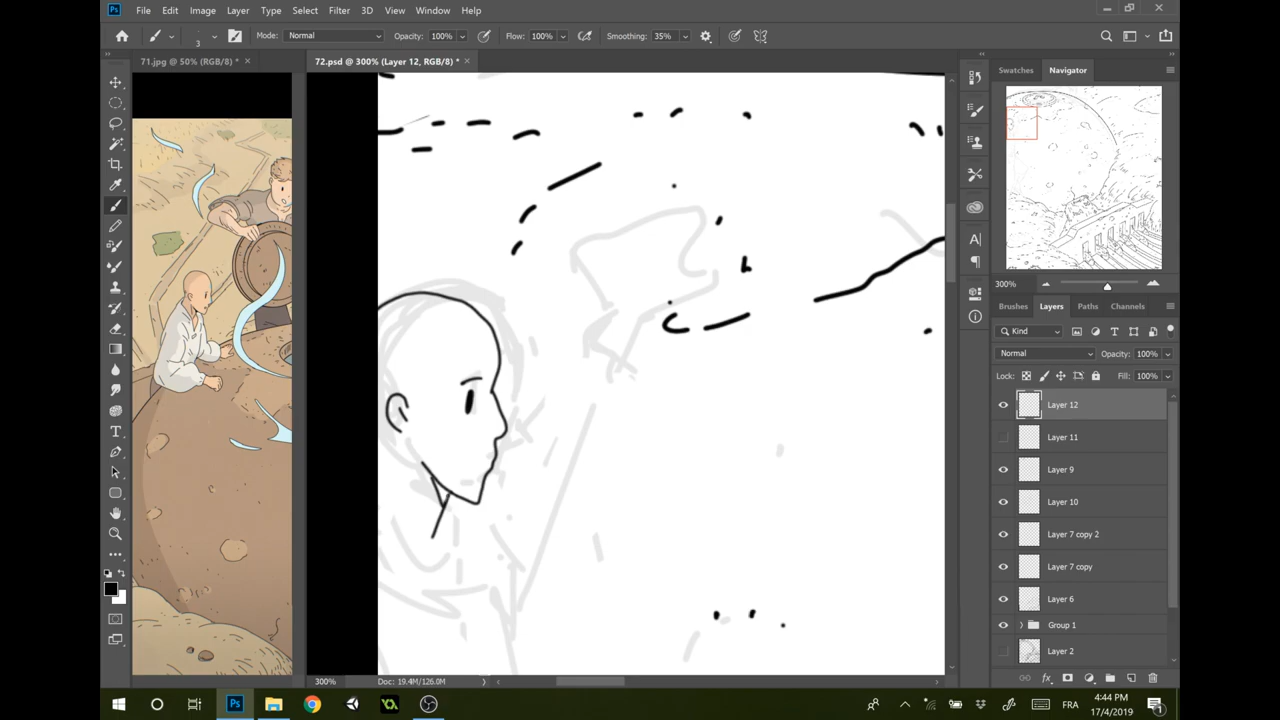 Ps File Edit Image Layer Type Select Filter 3D View Window Help
3 Mode: Normal Opacity: 100% Flow: 100% Smoothing: 35%
71.jpg @ 50% (RGB/8) * × 72.psd @ 300% (Layer 12, RGB/8) * ×
Swatches Navigator
300%
Brushes Layers Paths Channels
Kind
Normal Opacity: 100%
Lock: Fill: 100%
Layer 12
Layer 11
Layer 9
Layer 10
Layer 7 copy 2
Layer 7 copy
Layer 6
Group 1
Layer 2
300% Doc: 19.4M/126.0M
Ps FRA 4:44 PM
17/4/2019